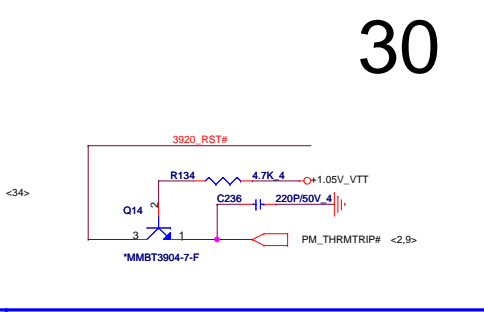 30
3920_RST#
R134 4.7K_4 +1.05V_VTT
<34> C236 220P/50V_4
Q14 2
3 1 PM_THRMTRIP# <2,9>
*MMBT3904-7-F